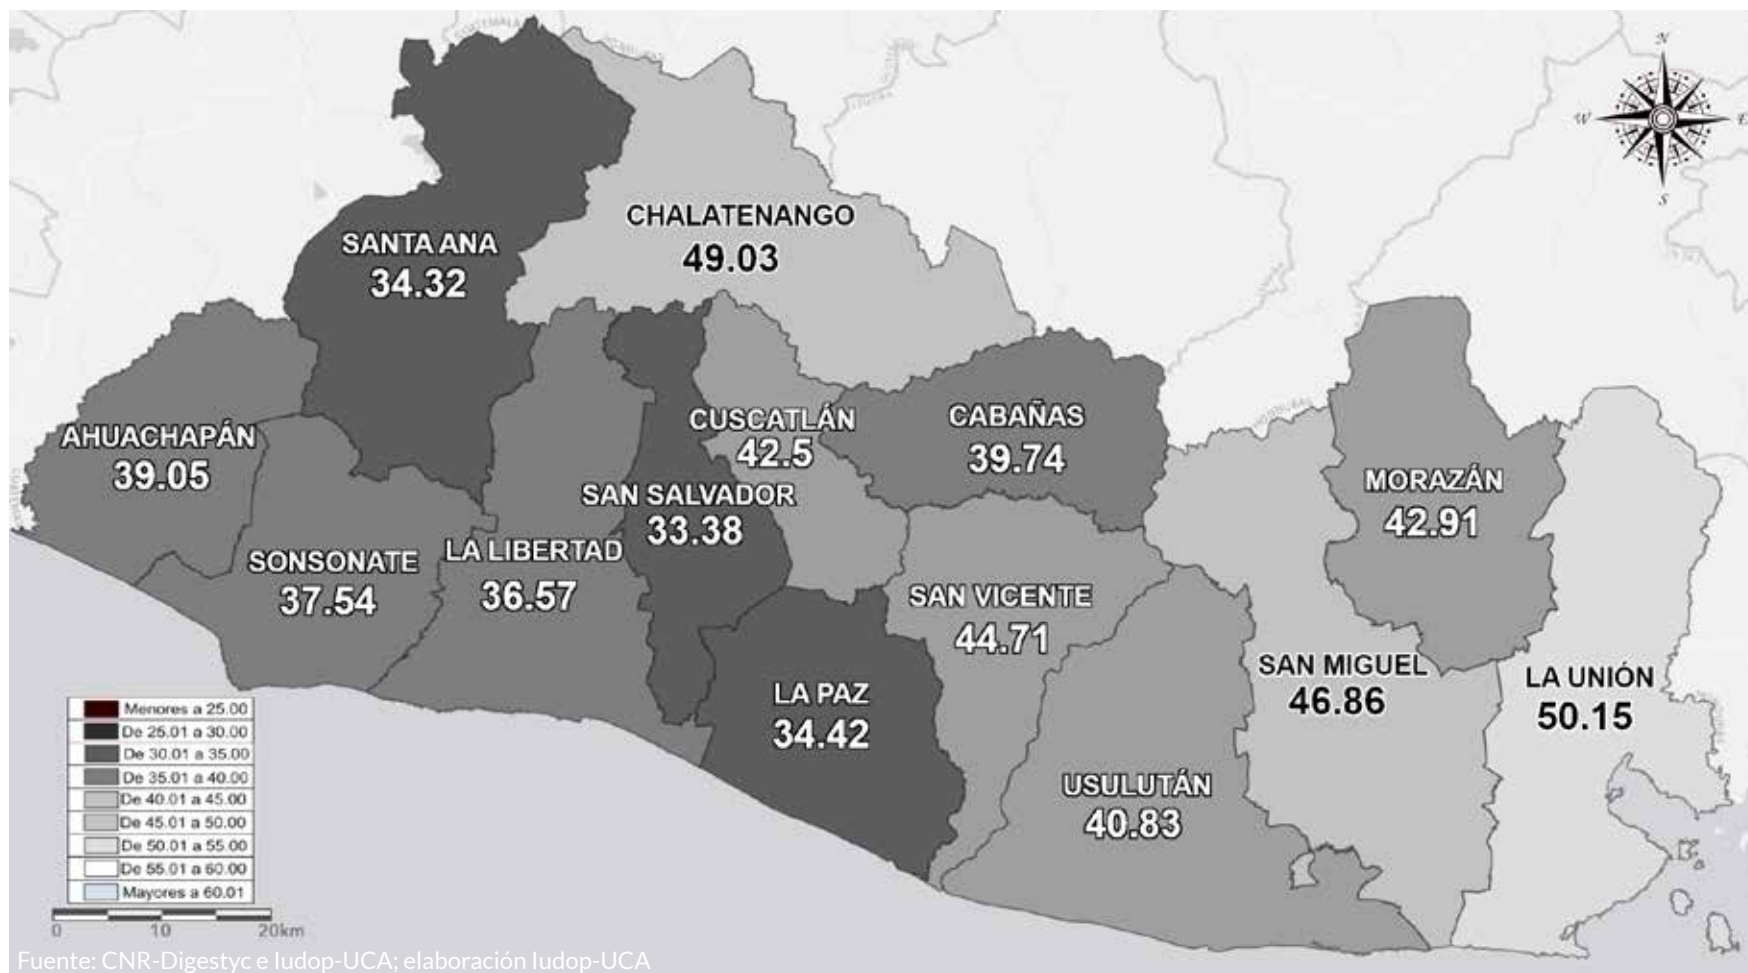 GUATEMALA
HONDURAS
N
W
E
S
CHALATENANGO
49.03
SANTA ANA
34.32
CUSCATLÁN
42.5
CABAÑAS
39.74
AHUACHAPÁN
39.05
MORAZÁN
42.91
SAN SALVADOR
33.38
SONSONATE
37.54
LA LIBERTAD
36.57
SAN VICENTE
44.71
SAN MIGUEL
46.86
LA UNIÓN
50.15
LA PAZ
34.42
USULUTÁN
40.83
Menores a 25.00
De 25.01 a 30.00
De 30.01 a 35.00
De 35.01 a 40.00
De 40.01 a 45.00
De 45.01 a 50.00
De 50.01 a 55.00
De 55.01 a 60.00
Mayores a 60.01
0 10 20km
Fuente: CNR-Digestyc e Iudop-UCA; elaboración Iudop-UCA